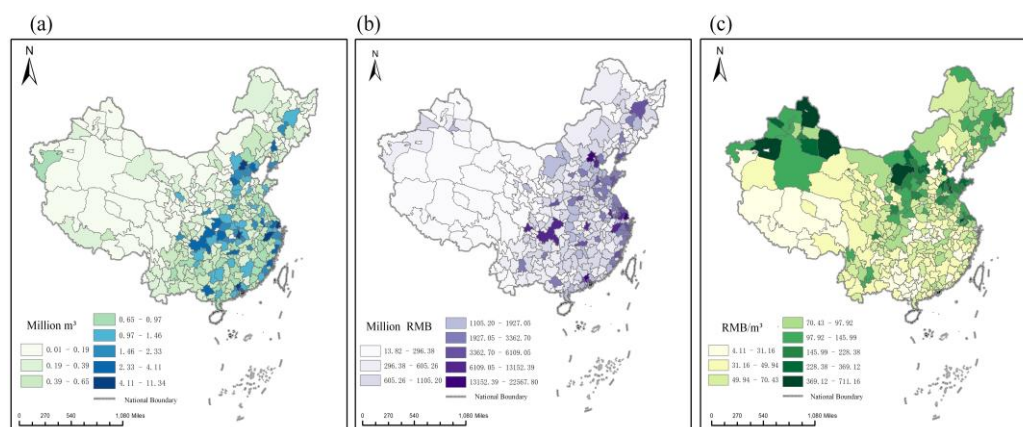 (a)
(b)
(c)
N
N
N
Million m³
0.01 - 0.19
0.19 - 0.39
0.39 - 0.65
0.65 - 0.97
0.97 - 1.46
1.46 - 2.33
2.33 - 4.11
4.11 - 11.34
National Boundary
0 270 540 1,080 Miles
Million RMB
13.82 - 296.38
296.38 - 605.26
605.26 - 1105.20
1105.20 - 1927.05
1927.05 - 3362.70
3362.70 - 6109.05
6109.05 - 13152.39
13152.39 - 22567.80
National Boundary
0 270 540 1,080 Miles
RMB/m³
4.11 - 31.16
31.16 - 49.94
49.94 - 70.43
70.43 - 97.92
97.92 - 145.99
145.99 - 228.38
228.38 - 369.12
369.12 - 711.16
National Boundary
0 270 540 1,080 Miles